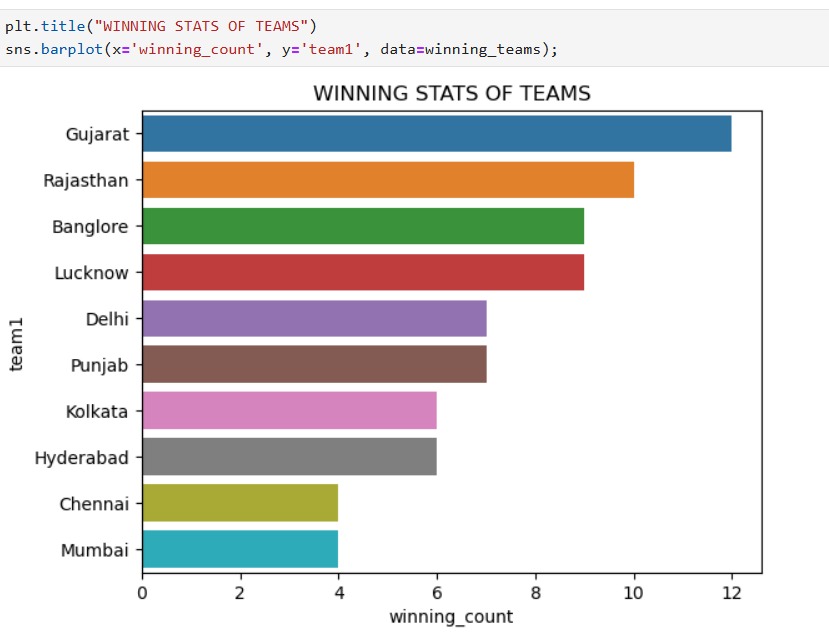 plt.title("WINNING STATS OF TEAMS")
sns.barplot(x='winning_count', y='team1', data=winning_teams);
WINNING STATS OF TEAMS
team1
Gujarat
Rajasthan
Banglore
Lucknow
Delhi
Punjab
Kolkata
Hyderabad
Chennai
Mumbai
0 2 4 6 8 10 12
winning_count